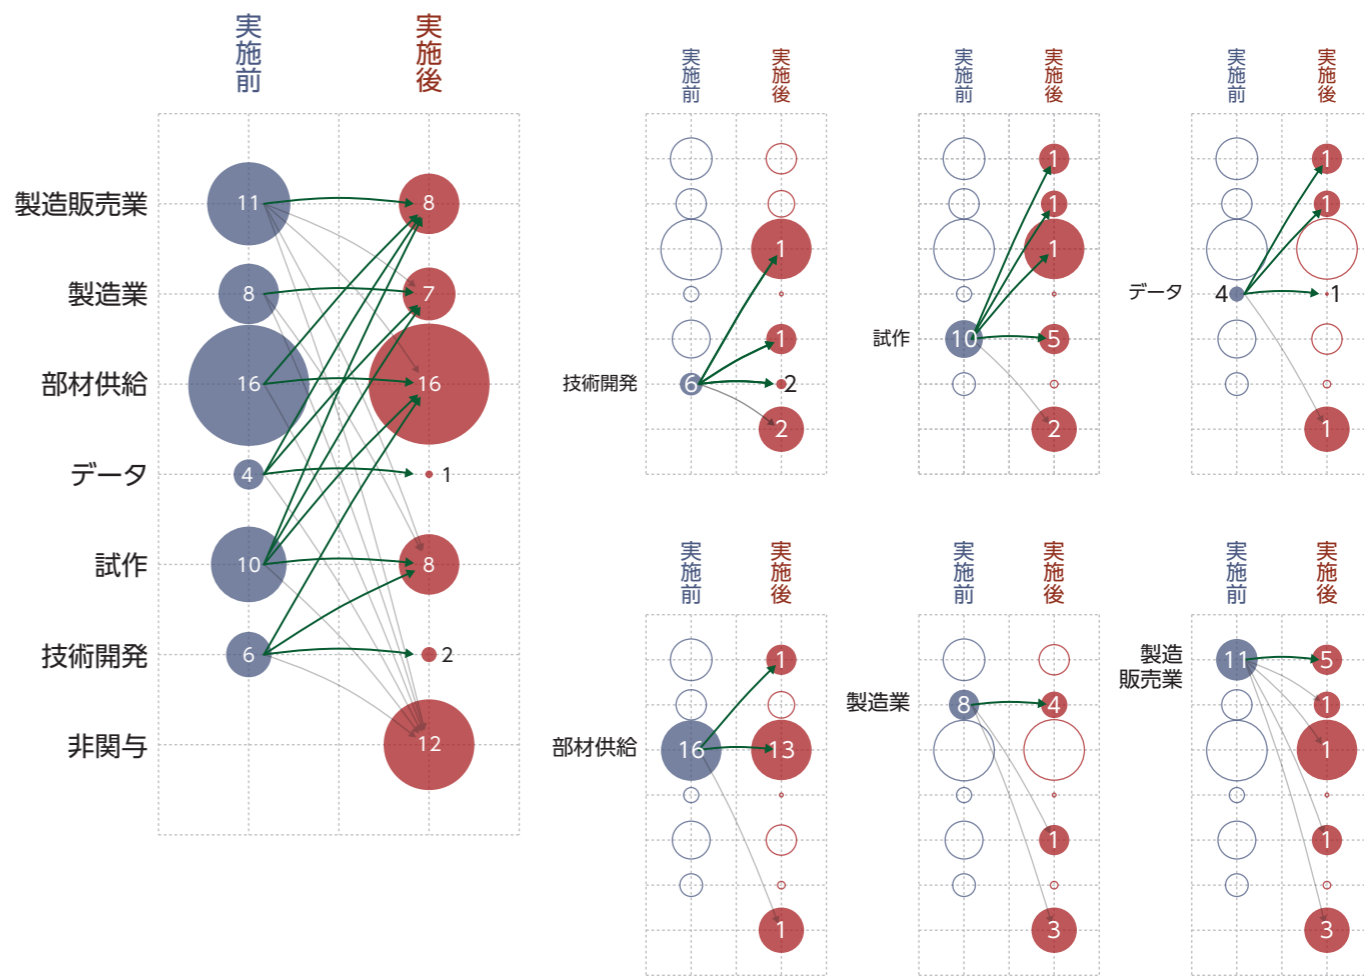 実施前
実施後
製造販売業
11
8
製造業
8
7
部材供給
16
16
データ
4
1
試作
10
8
技術開発
6
2
非関与
12
実施前
実施後
1
1
技術開発
6
2
2
実施前
実施後
1
1
1
試作
10
5
2
実施前
実施後
1
1
データ
4
1
1
実施前
実施後
1
部材供給
16
13
1
実施前
実施後
製造業
8
4
1
3
実施前
実施後
製造
販売業
11
5
1
1
1
3